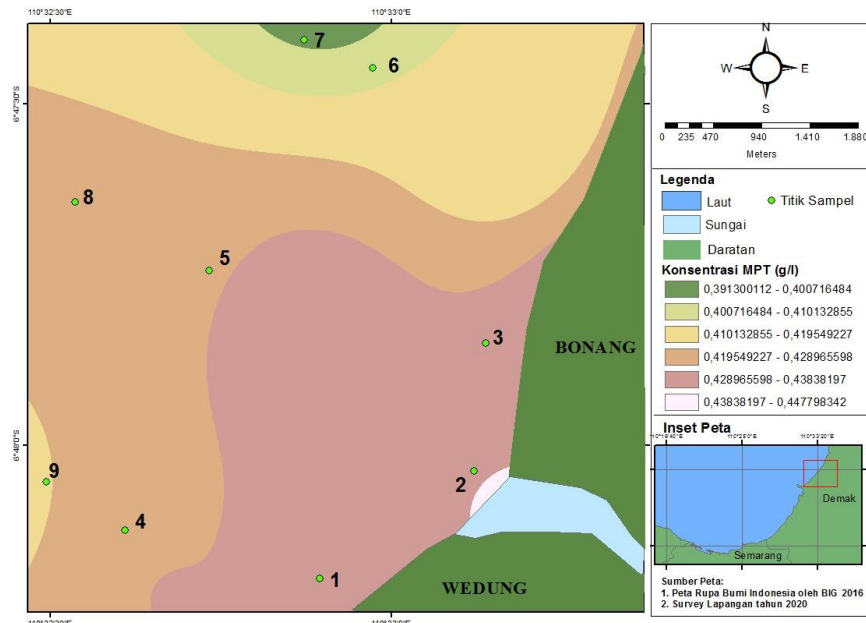 110°32'30"E 110°33'0"E
6°47'30"S
6°48'0"S
7
6
8
5
3
BONANG
9
2
4
1
WEDUNG
N
W E
S
0 235 470 940 1.410 1.880
Meters
Legenda
Laut Titik Sampel
Sungai
Daratan
Konsentrasi MPT (g/l)
0,391300112 - 0,400716484
0,400716484 - 0,410132855
0,410132855 - 0,419549227
0,419549227 - 0,428965598
0,428965598 - 0,43838197
0,43838197 - 0,447798342
Inset Peta
110°33'20"E
Demak
Semarang
Sumber Peta:
1. Peta Rupa Bumi Indonesia oleh BIG 2016
2. Survey Lapangan tahun 2020